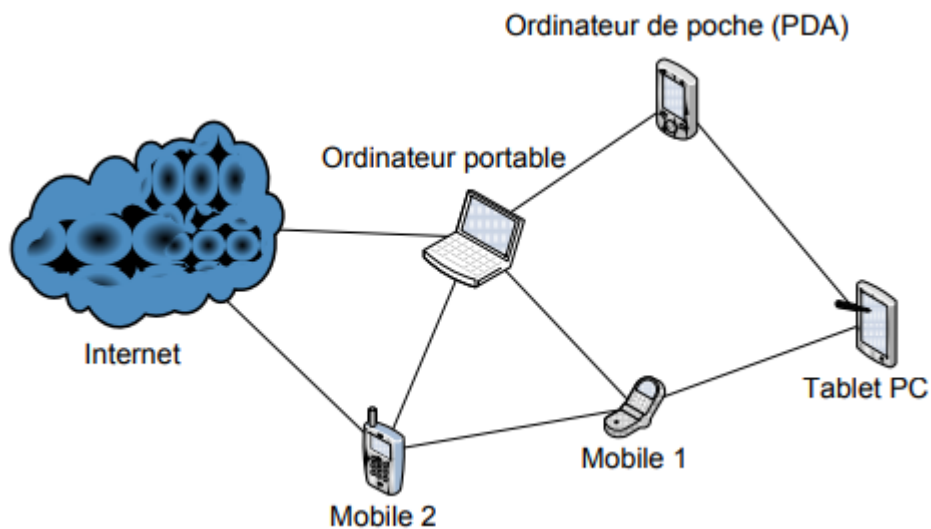 Ordinateur de poche (PDA)
Ordinateur portable
Internet
Tablet PC
Mobile 1
Mobile 2